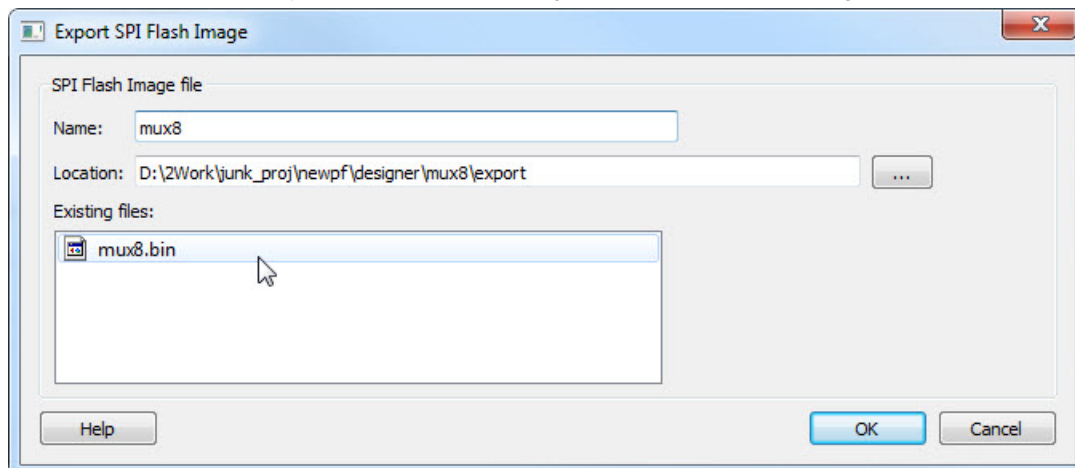 Export SPI Flash Image
SPI Flash Image file
Name: mux8
Location: D:\2Work\junk_proj\newpf\designer\mux8\export ...
Existing files:
mux8.bin
Help OK Cancel